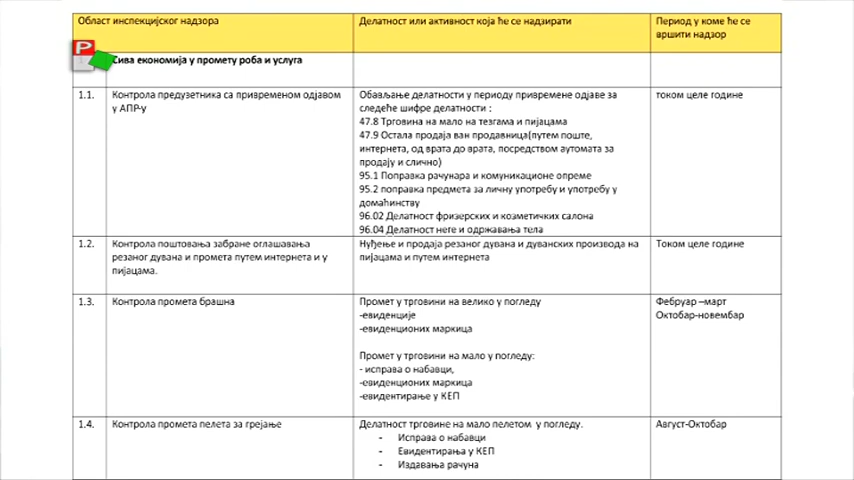 Област инспекцијског надзора
Делатност или активност која ће се надзирати
Период у коме ће се
вршити надзор
P
Сива економија у промету роба и услуга
1.1.
Контрола предузетника са привременом одјавом
у АПР-у
Обављање делатности у периоду привремене одјаве за
следеће шифре делатности :
47.8 Трговина на мало на тезгама и пијацама
47.9 Остала продаја ван продавница(путем поште,
интернета, од врата до врата, посредством аутомата за
продају и слично)
95.1 Поправка рачунара и комуникационе опреме
95.2 поправка предмета за личну употребу и употребу у
домаћинству
96.02 Делатност фризерских и козметичких салона
96.04 Делатност неге и одржавања тела
током целе године
1.2.
Контрола поштовања забране оглашавања
резаног дувана и промета путем интернета и у
пијацама.
Нуђење и продаја резаног дувана и дуванских производа на
пијацама и путем интернета
Током целе године
1.3.
Контрола промета брашна
Промет у трговини на велико у погледу
-евиденције
-евиденционих маркица
Промет у трговини на мало у погледу:
- исправа о набавци,
-евиденционих маркица
-евидентирање у КЕП
Фебруар –март
Октобар-новембар
1.4.
Контрола промета пелета за грејање
Делатност трговине на мало пелетом у погледу.
- Исправа о набавци
- Евидентирања у КЕП
- Издавања рачуна
Август-Октобар